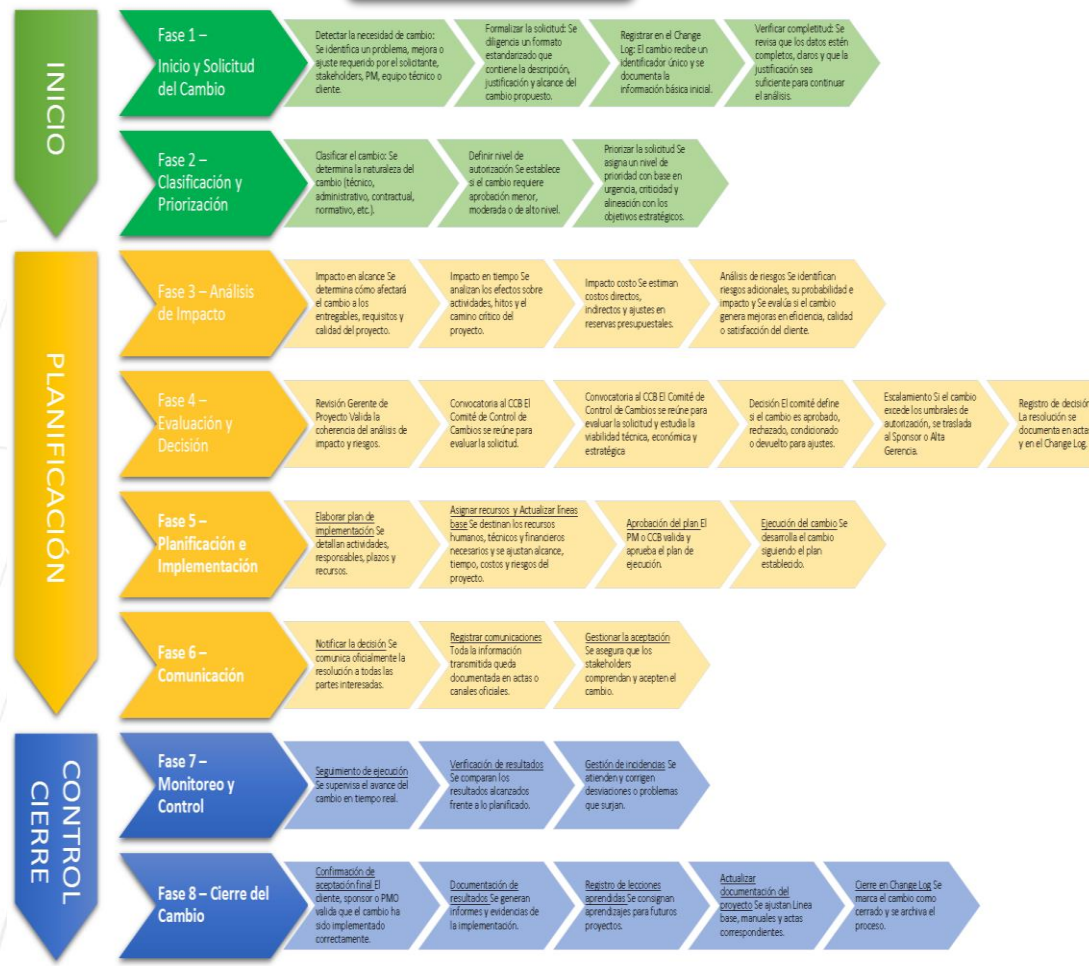 INICIO
Fase 1 –
Inicio y Solicitud
del Cambio
Detectar la necesidad de cambio:
Se identifica un problema, mejora o
ajuste requerido por el solicitante,
stakeholders, PM, equipo técnico o
cliente.
Formalizar la solicitud: Se
diligencia un formato
estandarizado que
contiene la descripción,
justificación y alcance del
cambio propuesto.
Registrar en el Change
Log: El cambio recibe un
identificador único y se
documenta la
información básica inicial.
Verificar completitud: Se
revisa que los datos estén
completos, claros y que la
justificación sea
suficiente para continuar
el análisis.
Fase 2 –
Clasificación y
Priorización
Clasificar el cambio: Se
determina la naturaleza del
cambio (técnico,
administrativo, contractual,
normativo, etc.).
Definir nivel de
autorización Se establece
si el cambio requiere
aprobación menor,
moderada o de alto nivel.
Priorizar la solicitud Se
asigna un nivel de
prioridad con base en
urgencia, criticidad y
alineación con los
objetivos estratégicos.
PLANIFICACIÓN
Fase 3 – Análisis
de Impacto
Impacto en alcance Se
determina cómo afectará
el cambio a los
entregables, requisitos y
calidad del proyecto.
Impacto en tiempo Se
analizan los efectos sobre
actividades, hitos y el
camino crítico del
proyecto.
Impacto costo Se estiman
costos directos,
indirectos y ajustes en
reservas presupuestales.
Análisis de riesgos Se identifican
riesgos adicionales, su probabilidad e
impacto y Se evalúa si el cambio
genera mejoras en eficiencia, calidad
o satisfacción del cliente.
Fase 4 –
Evaluación y
Decisión
Revisión Gerente de
Proyecto Valida la
coherencia del análisis de
impacto y riesgos.
Convocatoria al CCB El
Comité de Control de
Cambios se reúne para
evaluar la solicitud.
Convocatoria al CCB El Comité de
Control de Cambios se reúne para
evaluar la solicitud y estudia la
viabilidad técnica, económica y
estratégica
Decisión El comité define
si el cambio es aprobado,
rechazado, condicionado
o devuelto para ajustes.
Escalamiento Si el cambio
excede los umbrales de
autorización, se traslada
al Sponsor o Alta
Gerencia.
Registro de decisión
La resolución se
documenta en actas
y en el Change Log.
Fase 5 –
Planificación e
Implementación
Elaborar plan de
implementación Se
detallan actividades,
responsables, plazos y
recursos.
Asignar recursos y Actualizar líneas
base Se destinan los recursos
humanos, técnicos y financieros
necesarios y se ajustan alcance,
tiempo, costos y riesgos del
proyecto.
Aprobación del plan El
PM o CCB valida y
aprueba el plan de
ejecución.
Ejecución del cambio Se
desarrolla el cambio
siguiendo el plan
establecido.
Fase 6 –
Comunicación
Notificar la decisión Se
comunica oficialmente la
resolución a todas las
partes interesadas.
Registrar comunicaciones
Toda la información
transmitida queda
documentada en actas o
canales oficiales.
Gestionar la aceptación
Se asegura que los
stakeholders
comprendan y acepten el
cambio.
CONTROL
CIERRE
Fase 7 –
Monitoreo y
Control
Seguimiento de ejecución
Se supervisa el avance del
cambio en tiempo real.
Verificación de resultados
Se comparan los
resultados alcanzados
frente a lo planificado.
Gestión de incidencias Se
atienden y corrigen
desviaciones o problemas
que surjan.
Fase 8 – Cierre del
Cambio
Confirmación de
aceptación final El
cliente, sponsor o PMO
valida que el cambio ha
sido implementado
correctamente.
Documentación de
resultados Se generan
informes y evidencias de
la implementación.
Registro de lecciones
aprendidas Se consignan
aprendizajes para futuros
proyectos.
Actualizar
documentación del
proyecto Se ajustan Línea
base, manuales y actas
correspondientes.
Cierre en Change Log Se
marca el cambio como
cerrado y se archiva el
proceso.